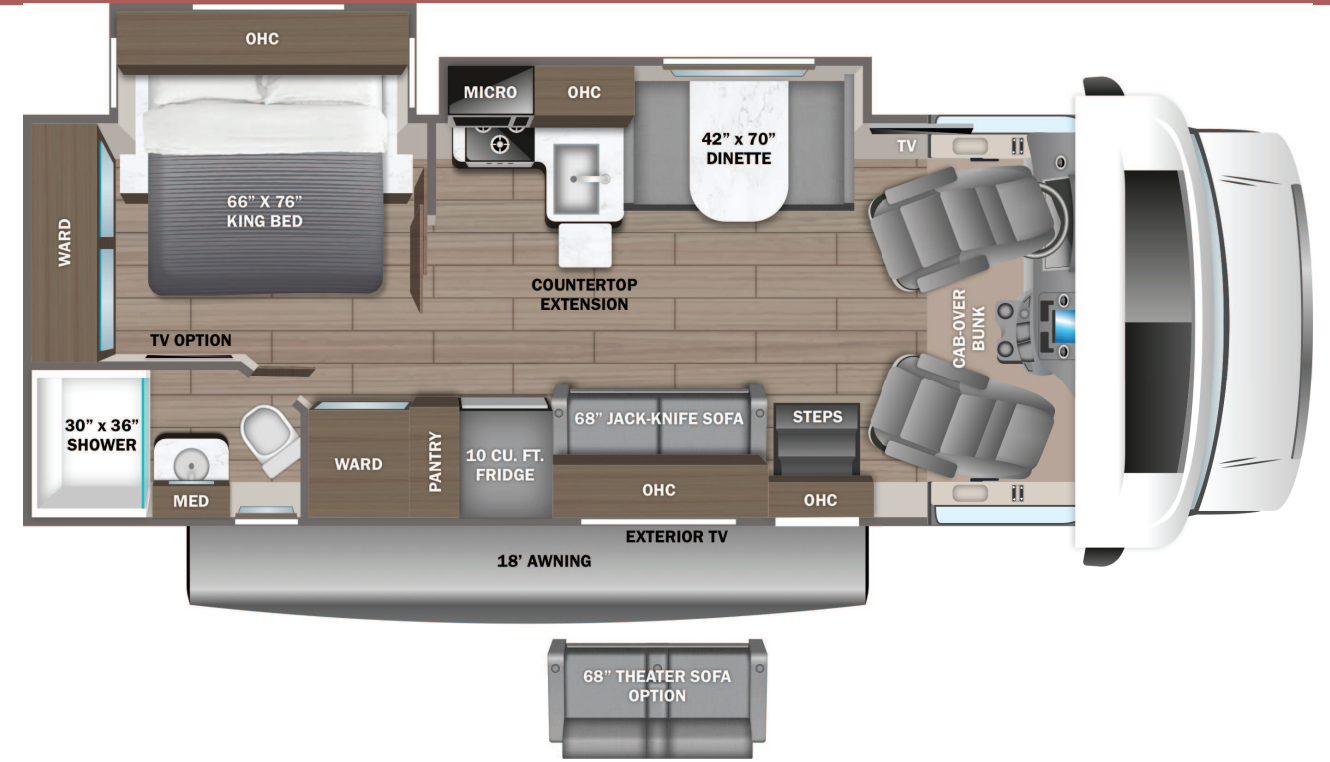 OHC
MICRO
OHC
42” x 70”
DINETTE
TV
66” X 76”
KING BED
WARD
COUNTERTOP
EXTENSION
CAB-OVER
BUNK
TV OPTION
30” x 36”
SHOWER
68” JACK-KNIFE SOFA
STEPS
WARD
PANTRY
10 CU. FT.
FRIDGE
MED
OHC
OHC
EXTERIOR TV
18’ AWNING
68” THEATER SOFA
OPTION